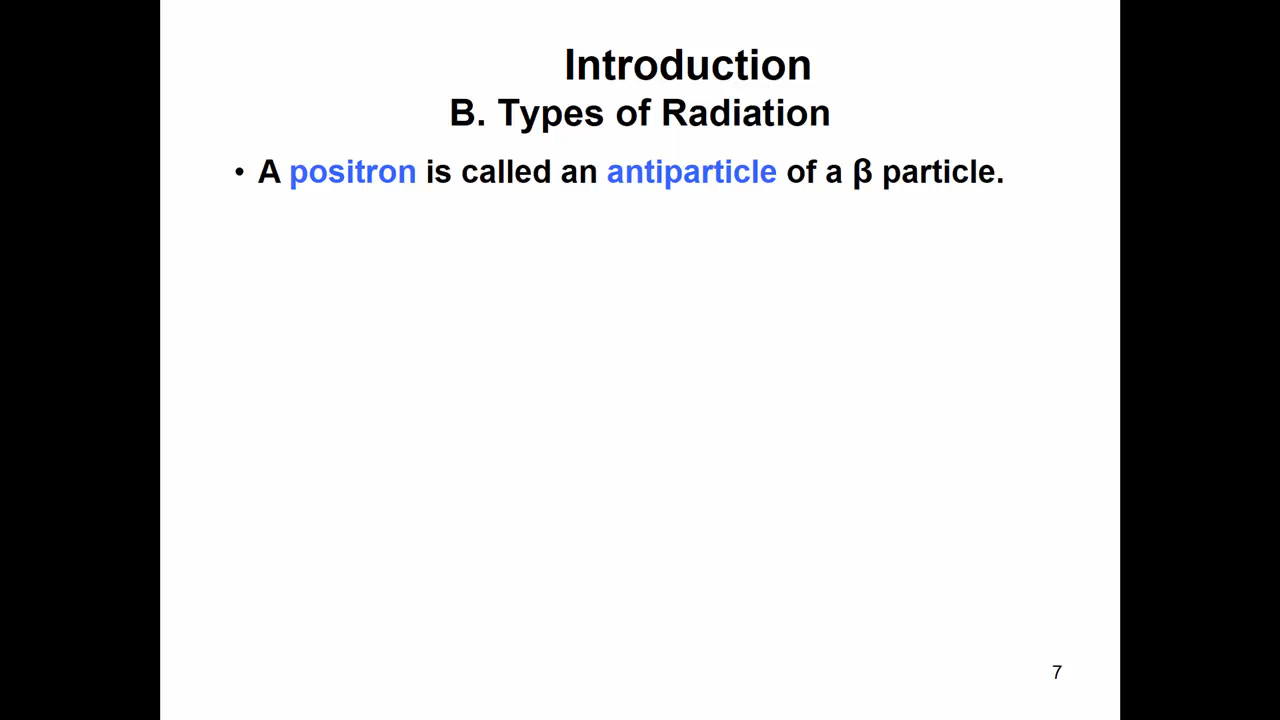 Introduction
B. Types of Radiation
• A positron is called an antiparticle of a β particle.
7